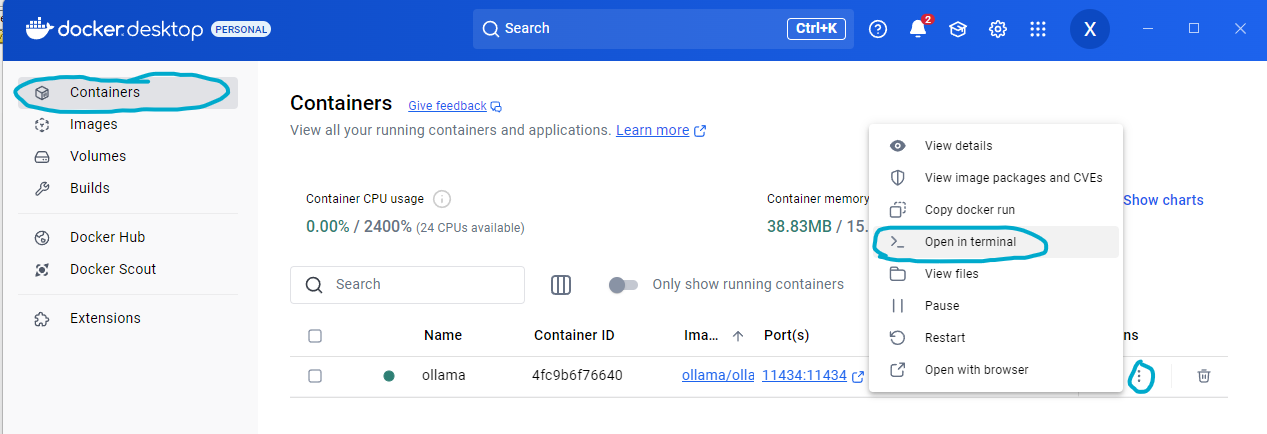 docker desktop PERSONAL
Search Ctrl+K
2
X
Containers
Images
Volumes
Builds
Docker Hub
Docker Scout
Extensions
Containers Give feedback
View all your running containers and applications. Learn more
Container CPU usage
0.00% / 2400% (24 CPUs available)
Container memory
38.83MB / 15.
Show charts
Search
Only show running containers
Name Container ID Ima... Port(s) ns
ollama 4fc9b6f76640 ollama/olla 11434:11434
View details
View image packages and CVEs
Copy docker run
Open in terminal
View files
Pause
Restart
Open with browser